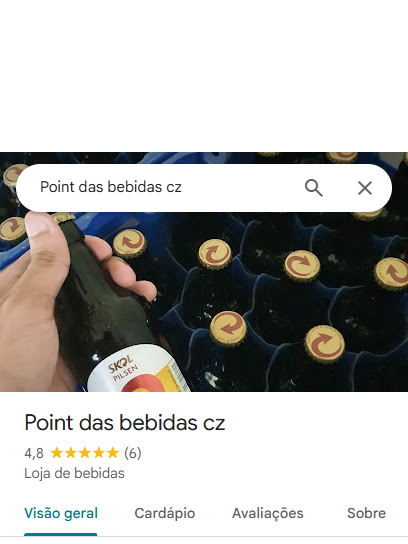 Point das bebidas cz
SKOL
PILSEN
Point das bebidas cz
4,8 (6)
Loja de bebidas
Visão geral Cardápio Avaliações Sobre